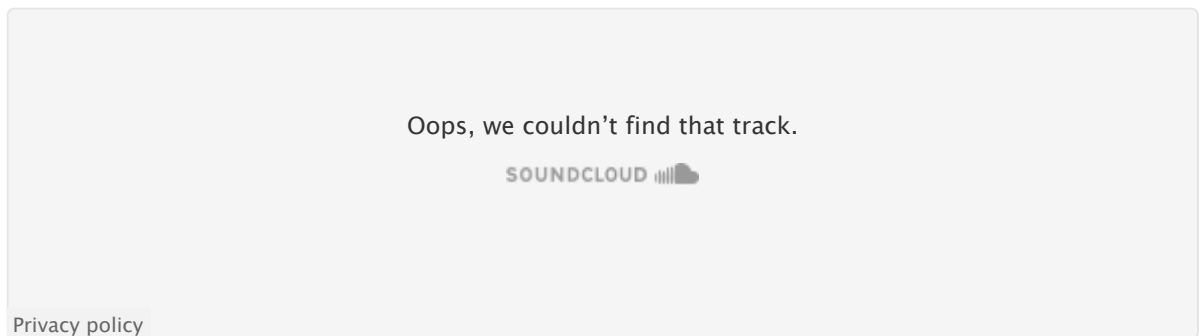 Oops, we couldn’t find that track.
SOUNDCLOUD
Privacy policy